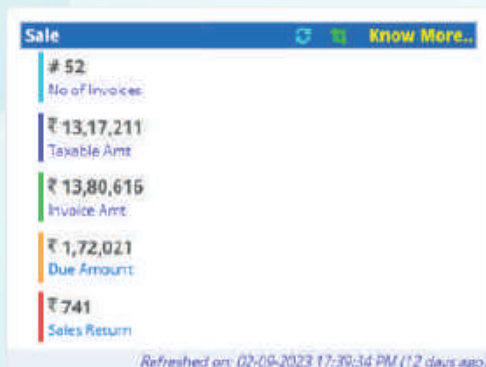 Sale Know More..
# 52
No of Invoices
₹ 13,17,211
Taxable Amt
₹ 13,80,616
Invoice Amt
₹ 1,72,021
Due Amount
₹ 741
Sales Return
Refreshed on: 02-09-2023 17:39:34 PM (12 days ago)